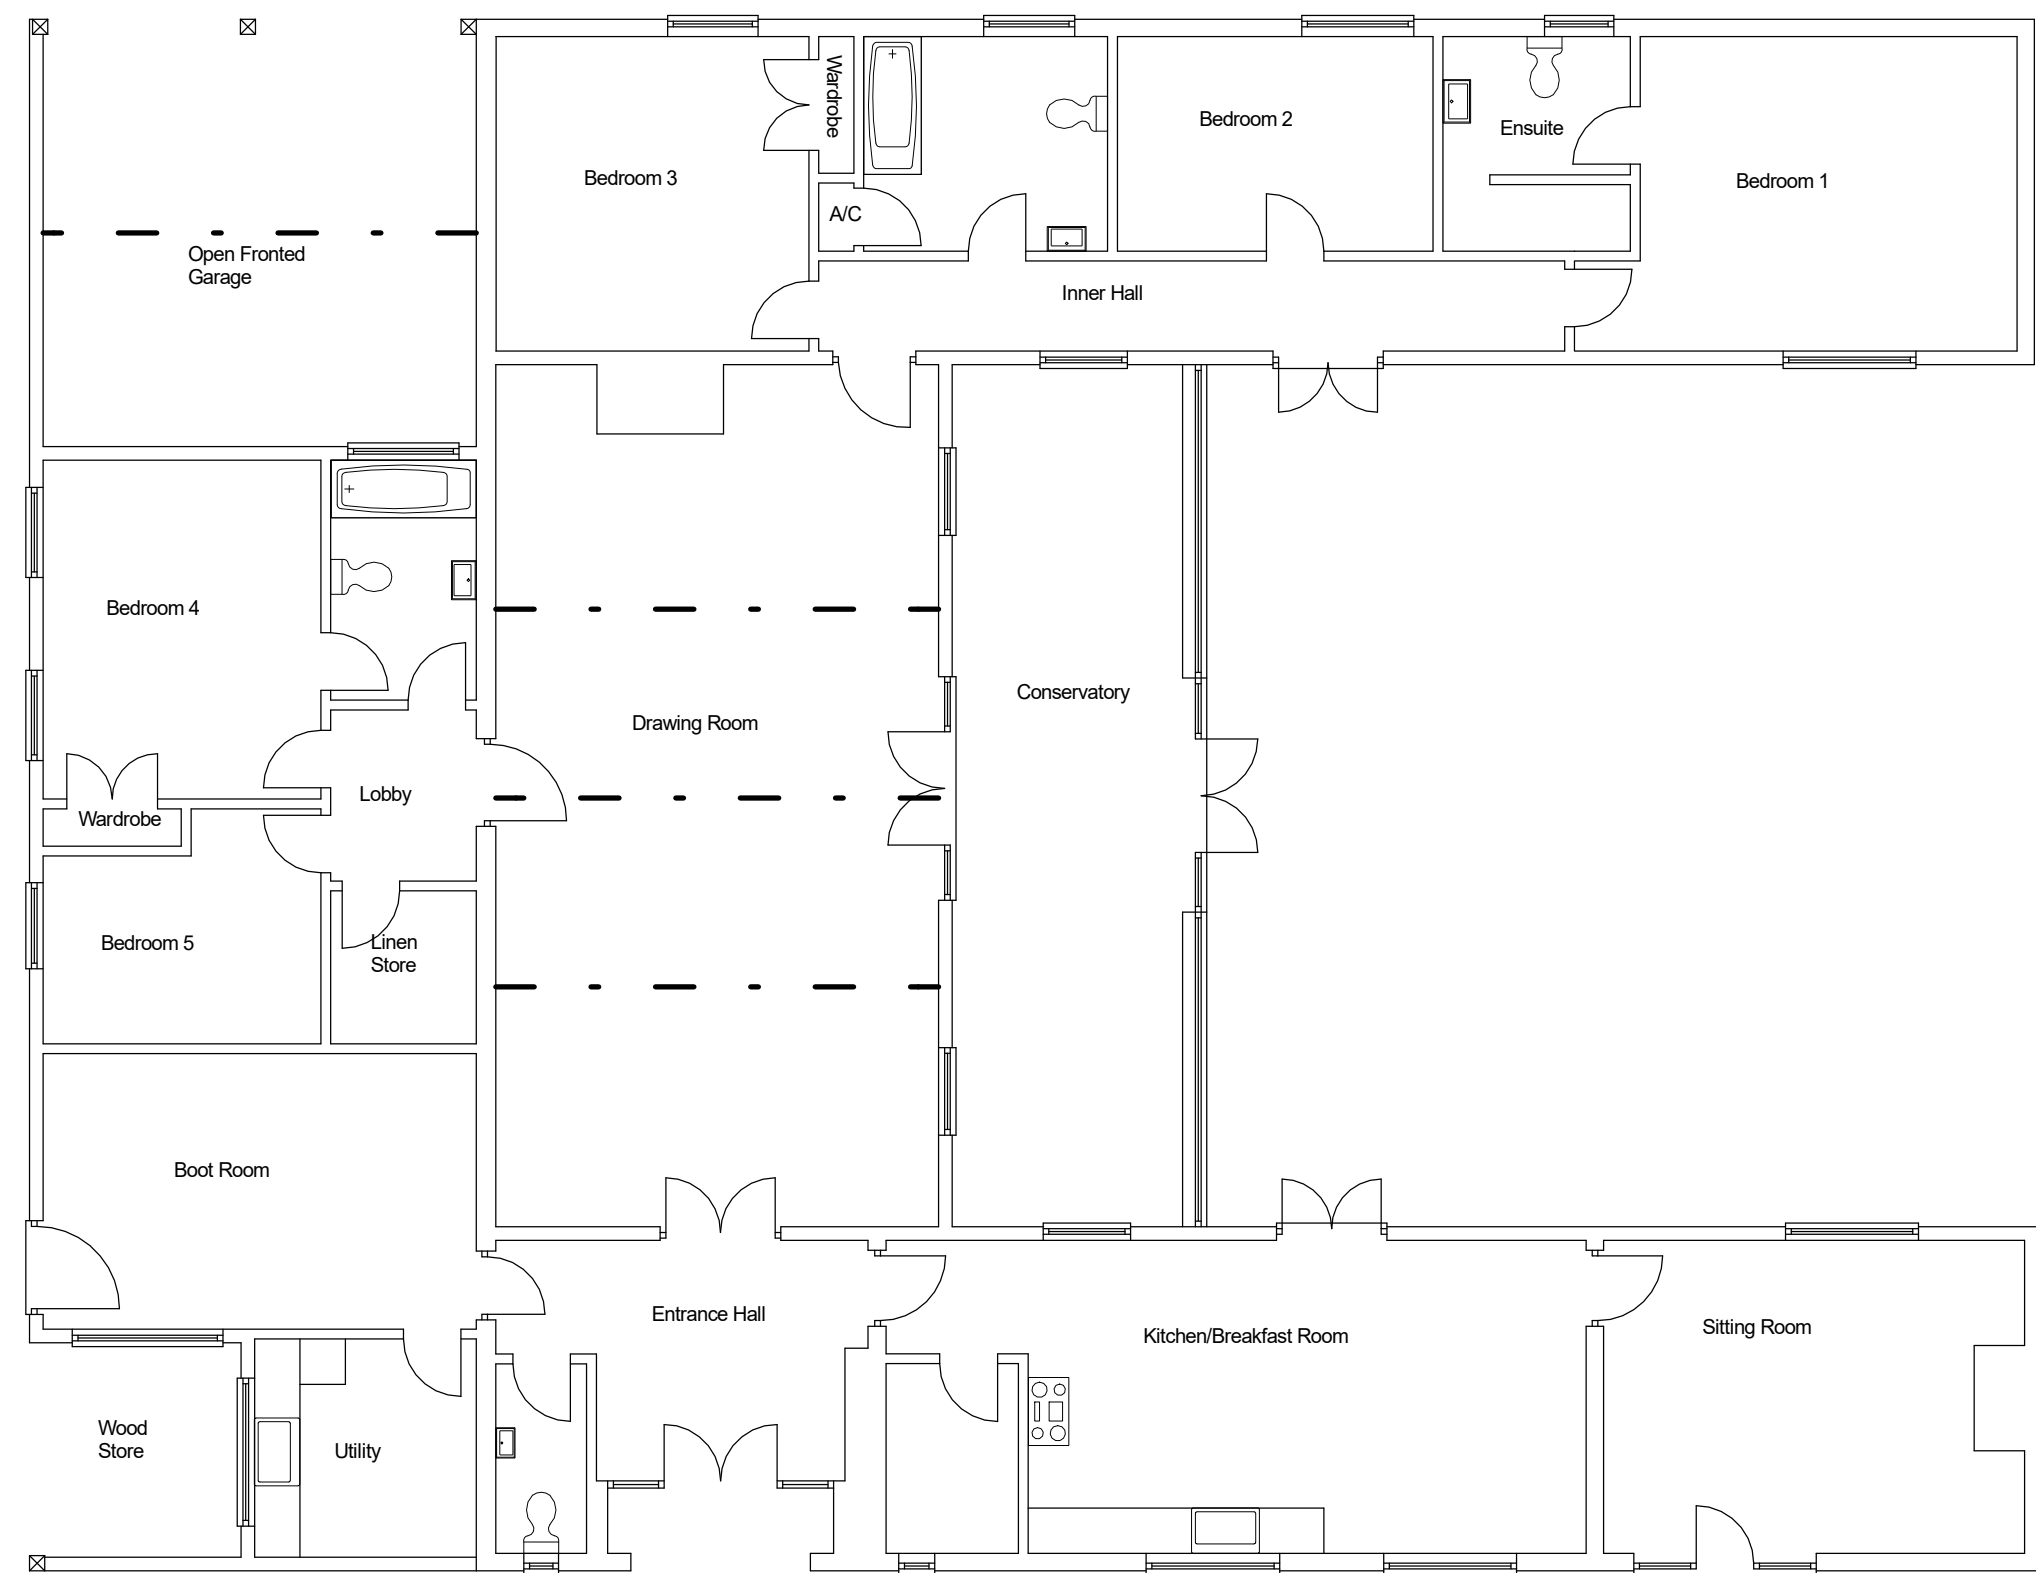 Wardrobe
Bedroom 2
Ensuite
Bedroom 3
Bedroom 1
A/C
Open Fronted
Garage
Inner Hall
Bedroom 4
Conservatory
Drawing Room
Lobby
Wardrobe
Bedroom 5
Linen
Store
Boot Room
Entrance Hall
Kitchen/Breakfast Room
Sitting Room
Wood
Store
Utility